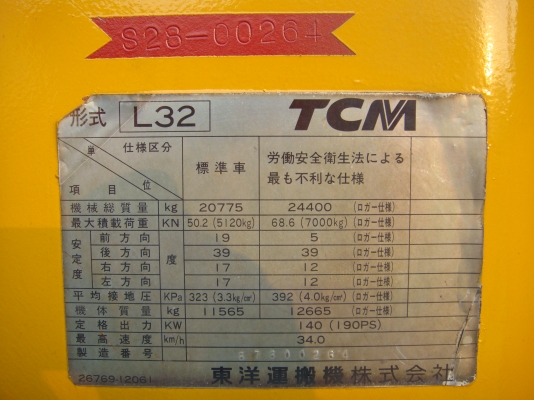 S28-00264
形式 L32 TCM
単 仕様区分 標準車 労働安全衛生法による
項目 位 最も不利な仕様
機械総質量 kg 20775 24400 (ロガー仕様)
最大積載荷重 KN 50.2 (5120kg) 68.6 (7000kg) (ロガー仕様)
安定度 前方向 度 19 5 (ロガー仕様)
後方向 39 39 (ロガー仕様)
右方向 17 12 (ロガー仕様)
左方向 17 12 (ロガー仕様)
平均接地圧 KPa 323 (3.3kg/c㎡) 392 (4.0kg/c㎡) (ロガー仕様)
機体質量 kg 11565 12665 (ロガー仕様)
定格出力 KW 140 (190PS)
最高速度 km/h 34.0
製造番号
26769-12061 東洋運搬機株式会社